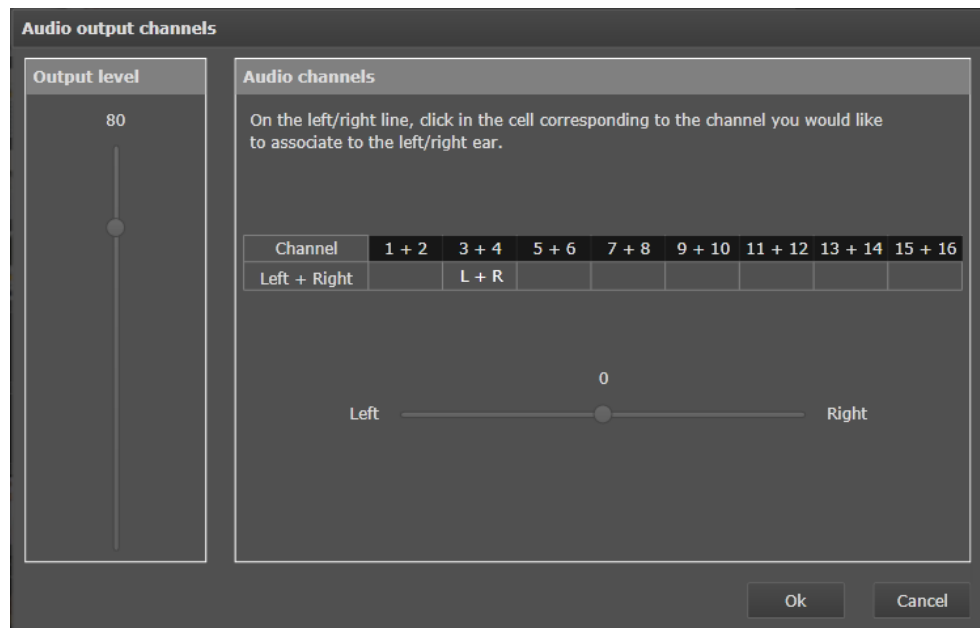 Audio output channels
Output level
80
Audio channels
On the left/right line, click in the cell corresponding to the channel you would like
to associate to the left/right ear.
Channel 1 + 2 3 + 4 5 + 6 7 + 8 9 + 10 11 + 12 13 + 14 15 + 16
Left + Right L + R
0
Left Right
Ok Cancel